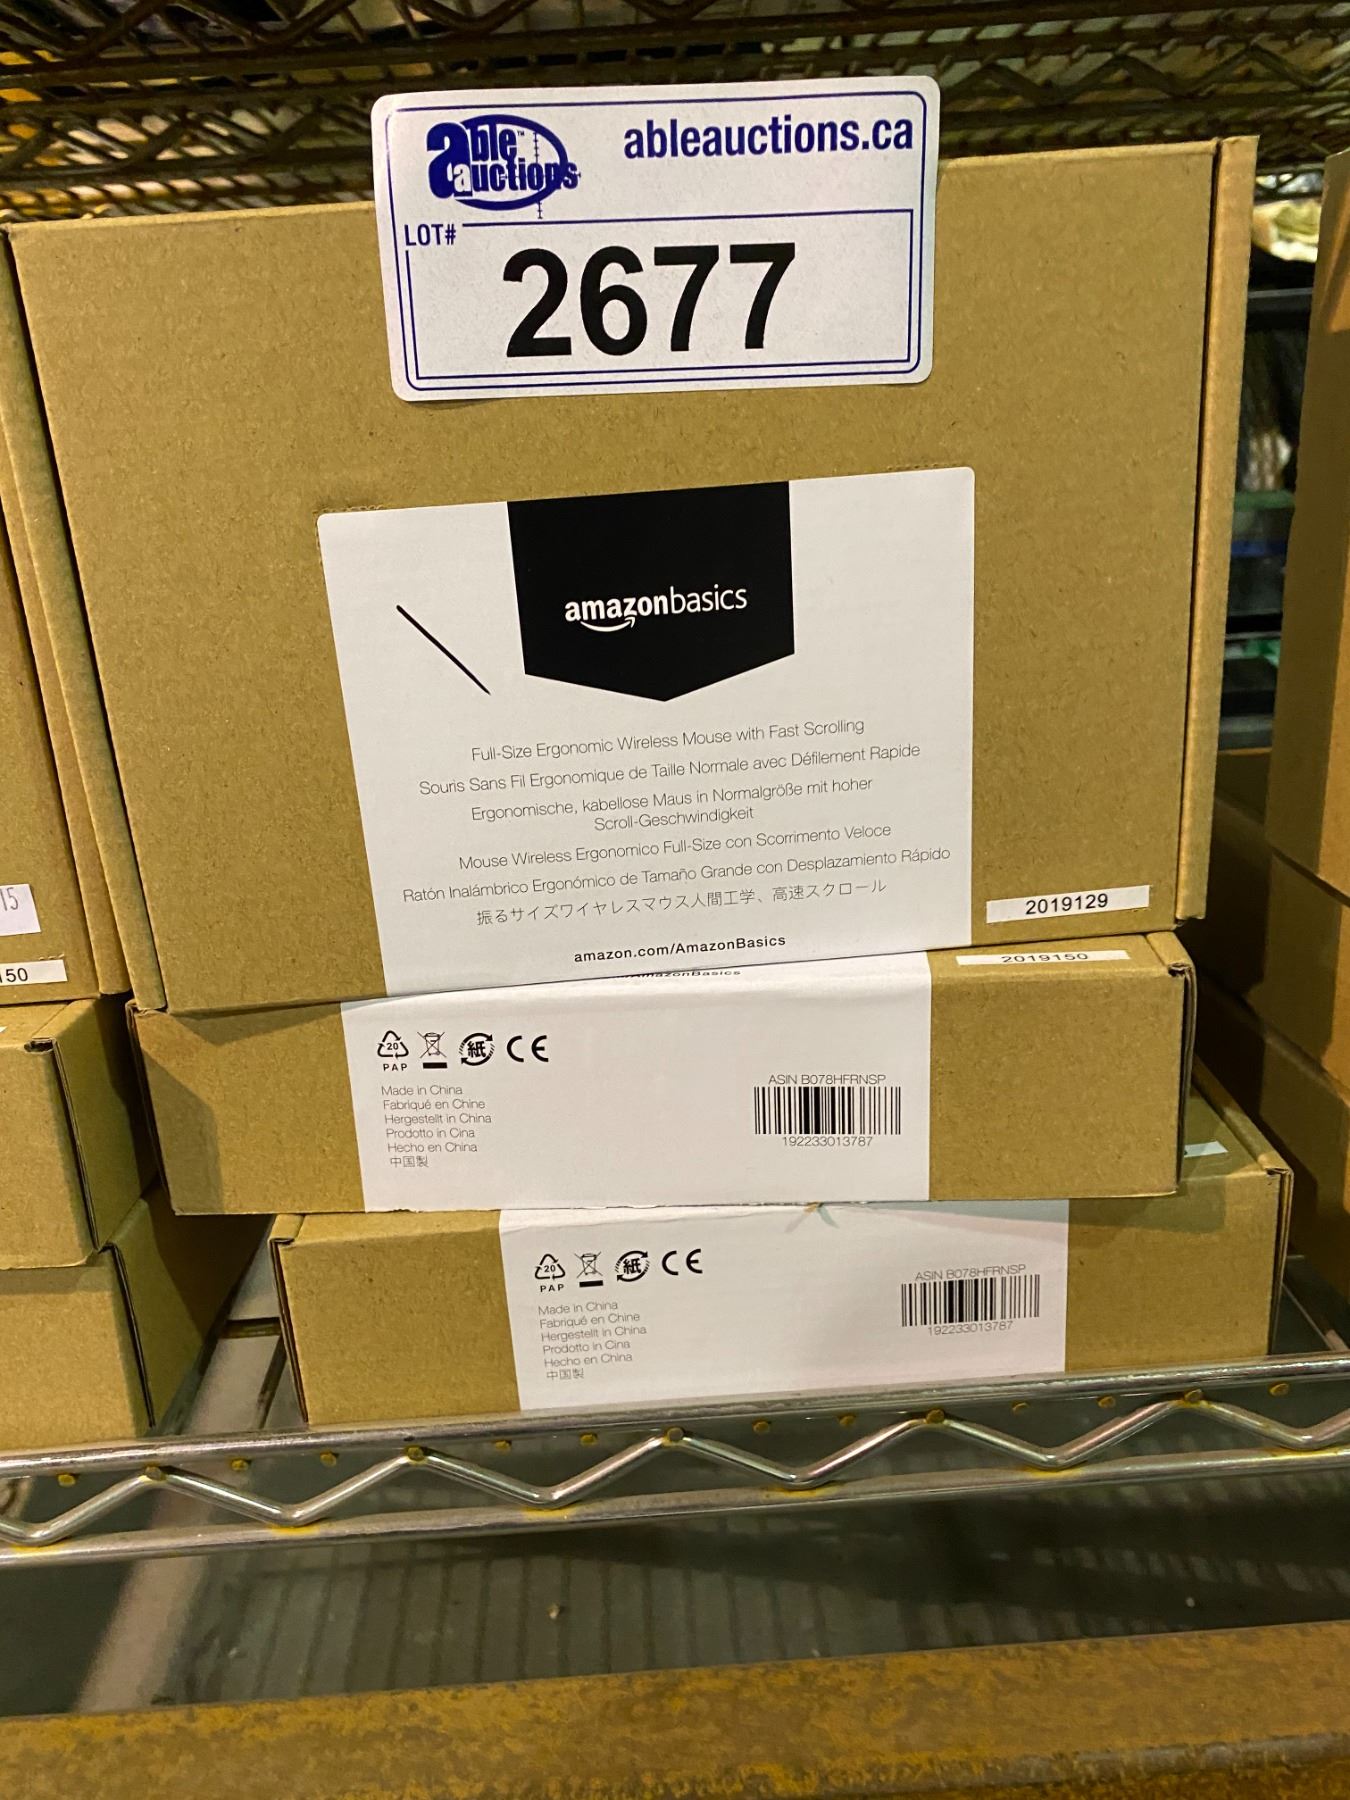 able auctions™
ableauctions.ca
LOT#
2677
amazonbasics
Full-Size Ergonomic Wireless Mouse with Fast Scrolling
Souris Sans Fil Ergonomique de Taille Normale avec Défilement Rapide
Ergonomische, kabellose Maus in Normalgröße mit hoher
Scroll-Geschwindigkeit
Mouse Wireless Ergonomico Full-Size con Scorrimento Veloce
Ratón Inalámbrico Ergonómico de Tamaño Grande con Desplazamiento Rápido
振るサイズワイヤレスマウス人間工学、高速スクロール
amazon.com/AmazonBasics
2019129
15
150
2019150
20
PAP
紙
CE
Made in China
Fabriqué en Chine
Hergestellt in China
Prodotto in Cina
Hecho en China
中国製
ASIN B078HFRNSP
192233013787
20
PAP
紙
CE
Made in China
Fabriqué en Chine
Hergestellt in China
Prodotto in Cina
Hecho en China
中国製
ASIN B078HFRNSP
192233013787